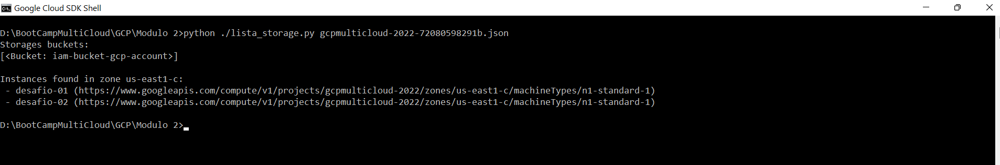 Google Cloud SDK Shell
D:\BootCampMultiCloud\GCP\Modulo 2>python ./lista_storage.py gcpmulticloud-2022-72080598291b.json
Storages buckets:
[<Bucket: iam-bucket-gcp-account>]
Instances found in zone us-east1-c:
- desafio-01 (https://www.googleapis.com/compute/v1/projects/gcpmulticloud-2022/zones/us-east1-c/machineTypes/n1-standard-1)
- desafio-02 (https://www.googleapis.com/compute/v1/projects/gcpmulticloud-2022/zones/us-east1-c/machineTypes/n1-standard-1)
D:\BootCampMultiCloud\GCP\Modulo 2>